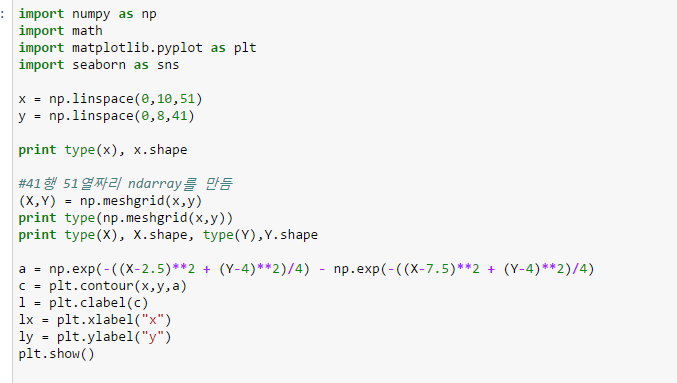 :
import numpy as np
import math
import matplotlib.pyplot as plt
import seaborn as sns
x = np.linspace(0,10,51)
y = np.linspace(0,8,41)
print type(x), x.shape
#41행 51열짜리 ndarray를 만듬
(X,Y) = np.meshgrid(x,y)
print type(np.meshgrid(x,y))
print type(X), X.shape, type(Y),Y.shape
a = np.exp(-((X-2.5)**2 + (Y-4)**2)/4) - np.exp(-((X-7.5)**2 + (Y-4)**2)/4)
c = plt.contour(x,y,a)
l = plt.clabel(c)
lx = plt.xlabel("x")
ly = plt.ylabel("y")
plt.show()